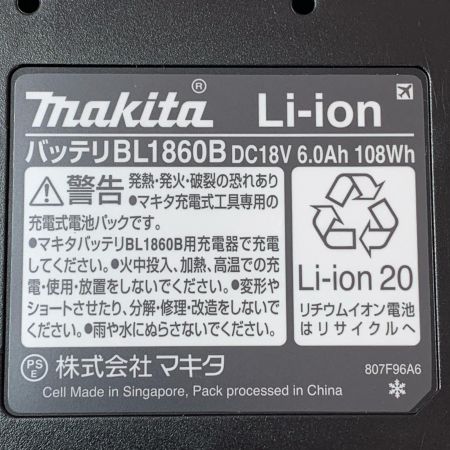 makita® Li-ion
バッテリBL1860B DC18V 6.0Ah 108Wh
警告 発熱・発火・破裂の恐れあり
●マキタ充電式工具専用の
充電式電池パックです。
●マキタバッテリBL1860B用充電器で充電
してください。●火中投入、加熱、高温での充
電・使用・放置をしないでください。●変形や
ショートさせたり、分解・修理・改造をしないで
ください。●雨や水にぬらさないでください。
Li-ion 20
リチウムイオン電池
はリサイクルへ
PS
E
株式会社マキタ
807F96A6
Cell Made in Singapore, Pack processed in China